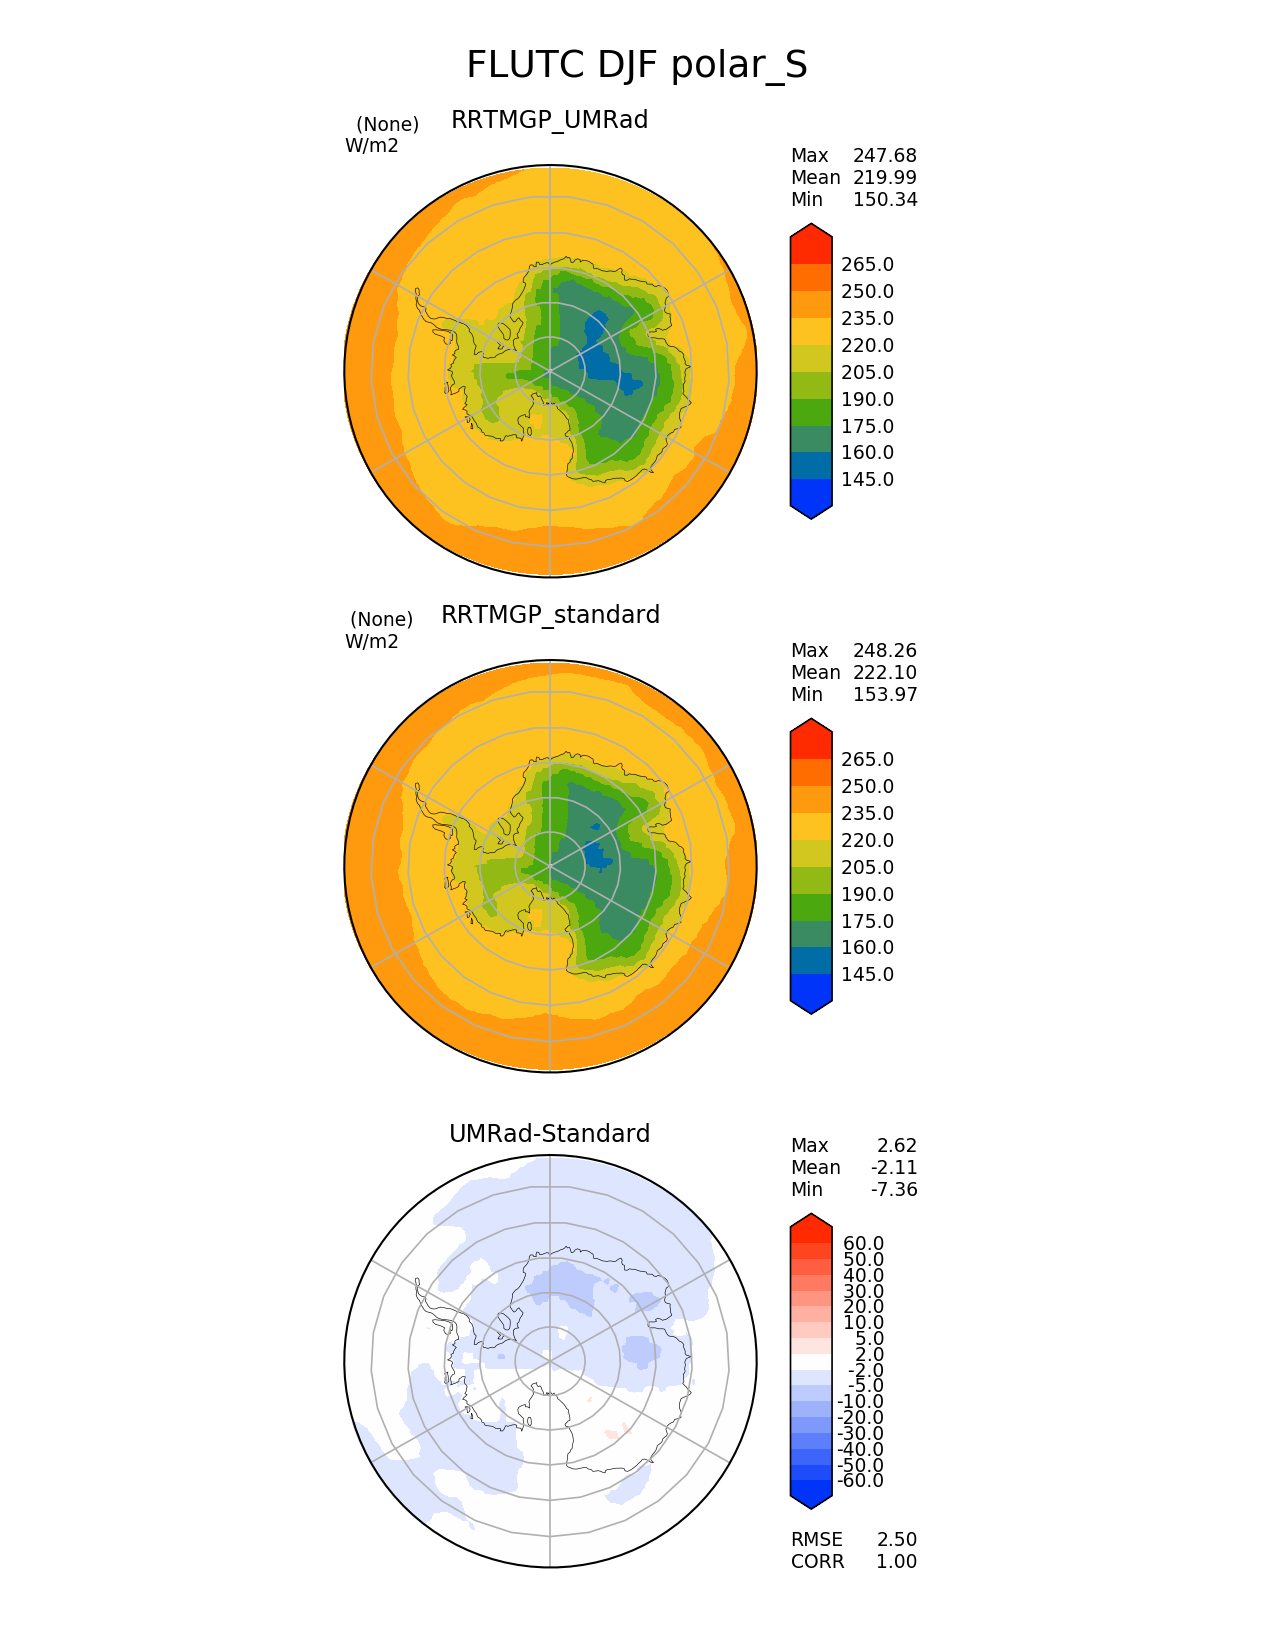 FLUTC DJF polar_S
(None)
RRTMGP_UMRad
W/m2
Max 247.68
Mean 219.99
Min 150.34
265.0
250.0
235.0
220.0
205.0
190.0
175.0
160.0
145.0
(None)
RRTMGP_standard
W/m2
Max 248.26
Mean 222.10
Min 153.97
265.0
250.0
235.0
220.0
205.0
190.0
175.0
160.0
145.0
UMRad-Standard
Max 2.62
Mean -2.11
Min -7.36
60.0
50.0
40.0
30.0
20.0
10.0
5.0
2.0
-2.0
-5.0
-10.0
-20.0
-30.0
-40.0
-50.0
-60.0
RMSE 2.50
CORR 1.00